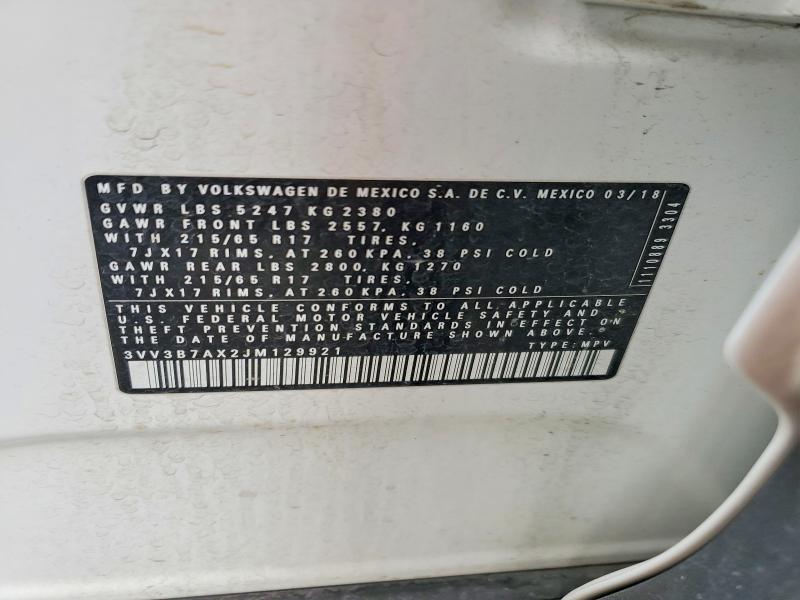 MFD BY VOLKSWAGEN DE MEXICO S.A. DE C.V. MEXICO 03/18
GVWR LBS 5247 KG 2380
GAWR FRONT LBS 2557, KG 1160
WITH 215/65 R17 TIRES,
7JX17 RIMS, AT 260 KPA, 38 PSI COLD
GAWR REAR LBS 2800, KG 1270
WITH 215/65 R17 TIRES,
7JX17 RIMS, AT 260 KPA, 38 PSI COLD
THIS VEHICLE CONFORMS TO ALL APPLICABLE
U.S. FEDERAL MOTOR VEHICLE SAFETY AND
THEFT PREVENTION STANDARDS IN EFFECT ON
THE DATE OF MANUFACTURE SHOWN ABOVE.
3VV3B7AX2JM129921 TYPE: MPV
1110889 3304